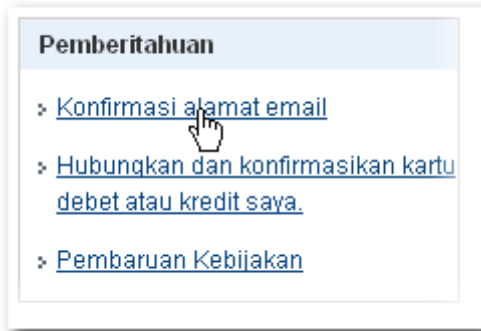 Pemberitahuan
Konfirmasi alamat email
Hubungkan dan konfirmasikan kartu
debet atau kredit saya.
Pembaruan Kebijakan